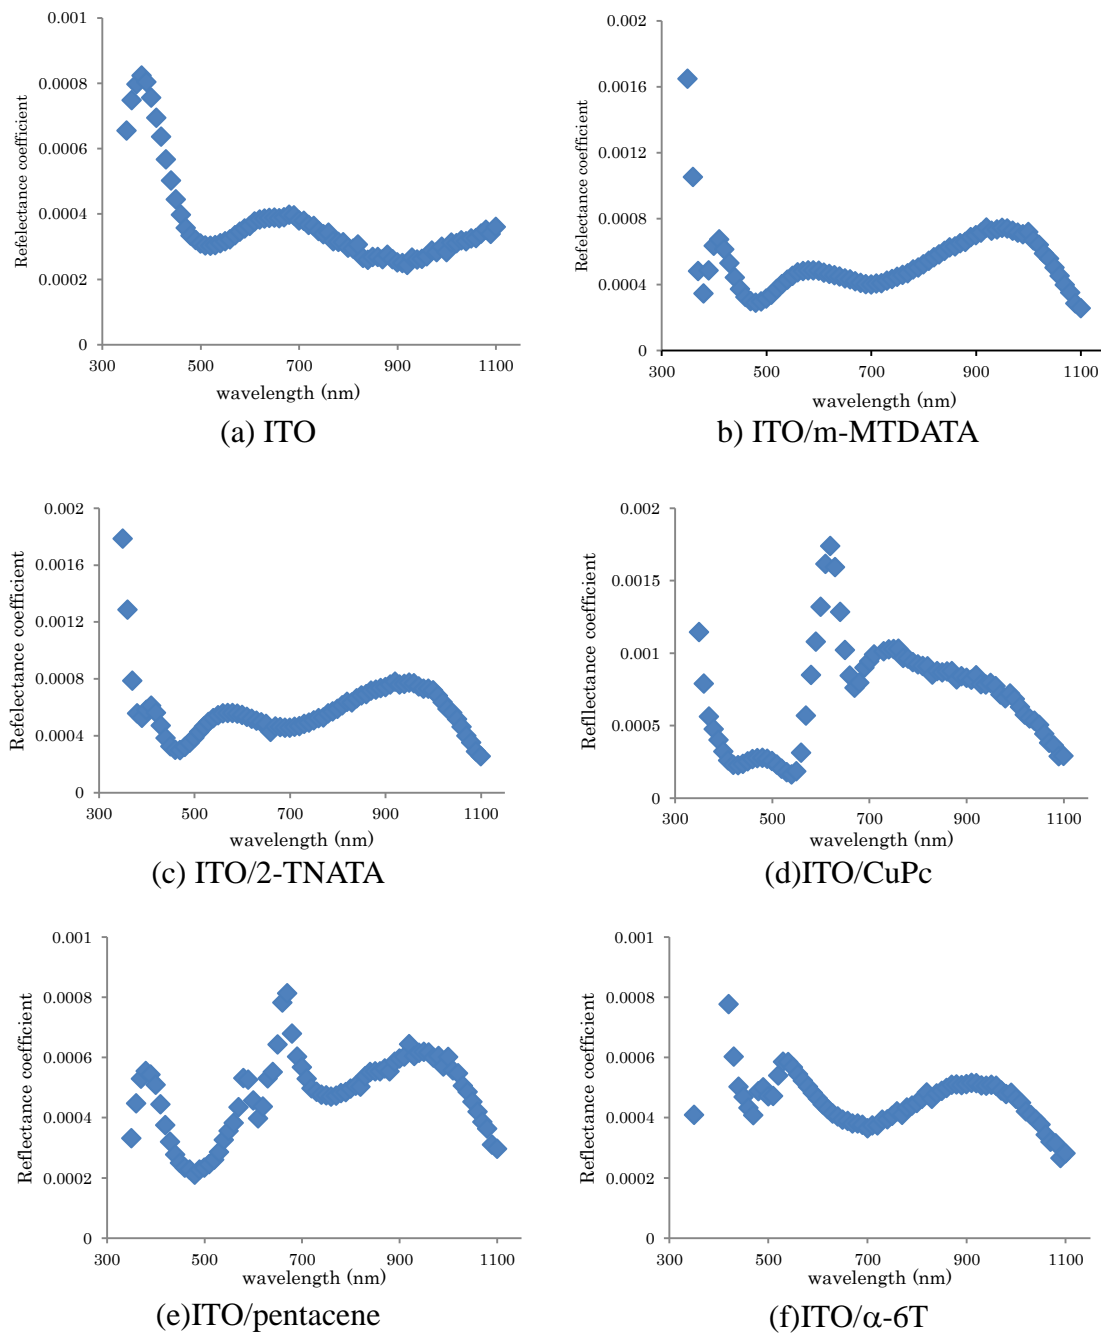 0.001
0.0008
0.0006
0.0004
0.0002
0
300 500 700 900 1100
Refelectance coefficient
wavelength (nm)
(a) ITO
0.002
0.0016
0.0012
0.0008
0.0004
0
300 500 700 900 1100
Refelectance coefficient
wavelength (nm)
b) ITO/m-MTDATA
0.002
0.0016
0.0012
0.0008
0.0004
0
300 500 700 900 1100
Refelectance coefficient
wavelength (nm)
(c) ITO/2-TNATA
0.002
0.0015
0.001
0.0005
0
300 500 700 900 1100
Refllectance coefficient
wavelength (nm)
(d)ITO/CuPc
0.001
0.0008
0.0006
0.0004
0.0002
0
300 500 700 900 1100
Reflectance coefficient
wavelength (nm)
(e)ITO/pentacene
0.001
0.0008
0.0006
0.0004
0.0002
0
300 500 700 900 1100
Reflectance coefficient
wavelength (nm)
(f)ITO/α-6T